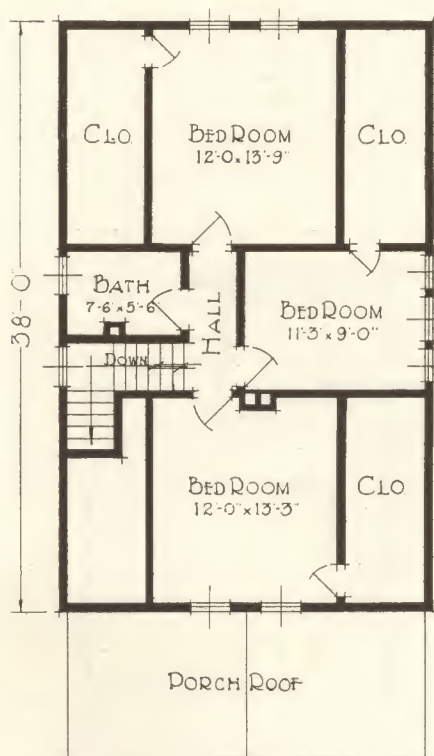 CLO.
BED ROOM
12'-0 x 13'-9"
CLO.
BATH
7'-6" x 5'-6"
HALL
BED ROOM
11'-3" x 9'-0"
DOWN
38'-0"
BED ROOM
12'-0" x 13'-3"
CLO.
PORCH ROOF